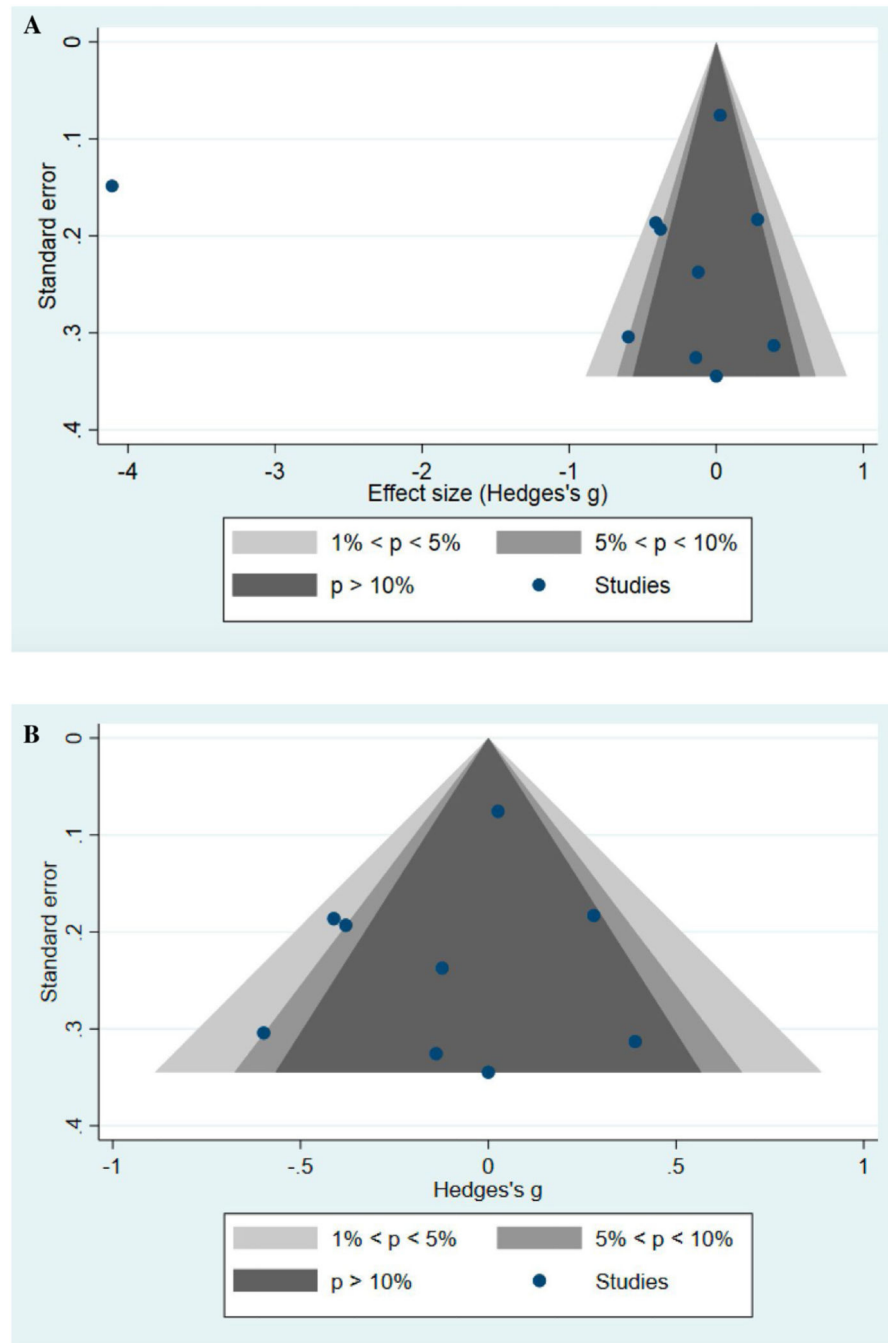 A
0
.1
.2
.3
.4
Standard error
-4
-3
-2
-1
0
1
Effect size (Hedges's g)
1% < p < 5%
5% < p < 10%
p > 10%
Studies
B
0
.1
.2
.3
.4
Standard error
-1
-.5
0
.5
1
Hedges's g
1% < p < 5%
5% < p < 10%
p > 10%
Studies